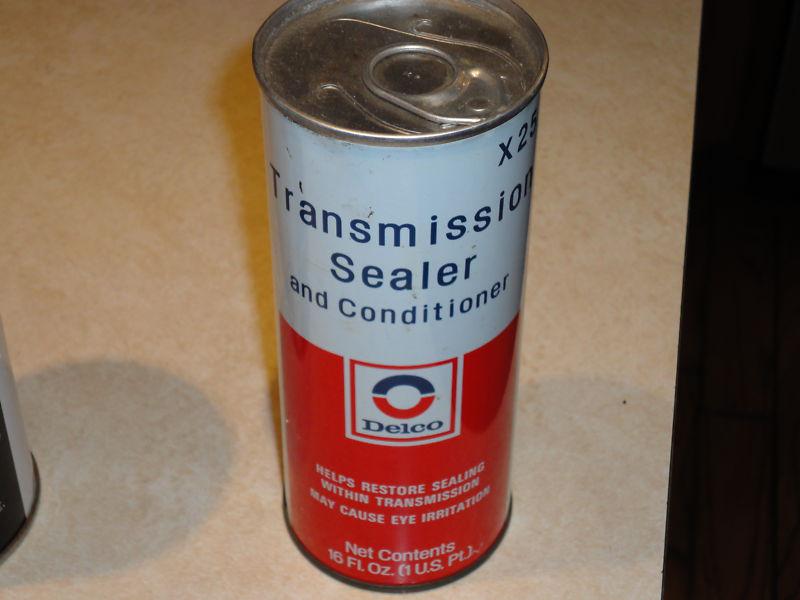 X25
Transmission
Sealer
and Conditioner
Delco
HELPS RESTORE SEALING
WITHIN TRANSMISSION
MAY CAUSE EYE IRRITATION
Net Contents
16 Fl. Oz. (1 U.S. Pt.)